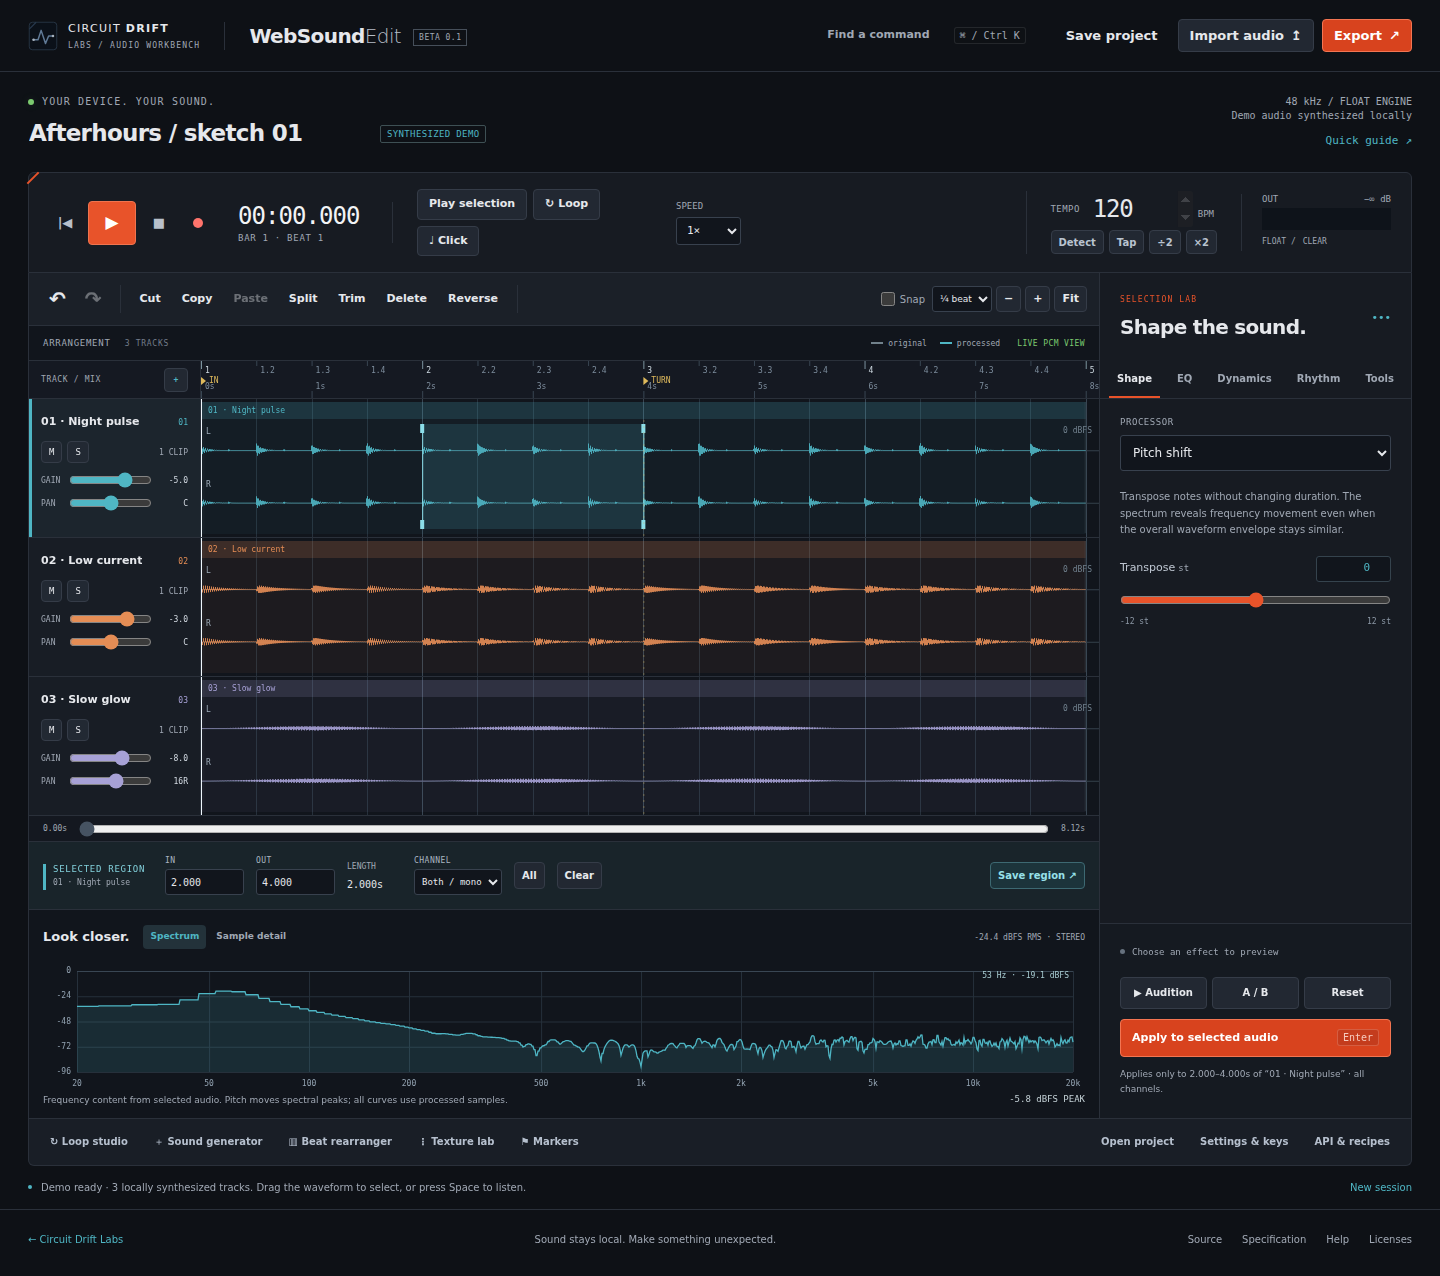 CIRCUIT DRIFT
LABS / AUDIO WORKBENCH
WebSoundEdit BETA 0.1
Find a command ⌘ / Ctrl K
Save project
Import audio ↥
Export ↗
YOUR DEVICE. YOUR SOUND.
Afterhours / sketch 01 SYNTHESIZED DEMO
48 kHz / FLOAT ENGINE
Demo audio synthesized locally
Quick guide ↗
00:00.000
BAR 1 · BEAT 1
Play selection
↻ Loop
♩ Click
SPEED
1×
TEMPO 120 BPM
Detect Tap ÷2 ×2
OUT −∞ dB
FLOAT / CLEAR
↶ ↷ Cut Copy Paste Split Trim Delete Reverse
Snap ¼ beat − + Fit
ARRANGEMENT 3 TRACKS
original processed LIVE PCM VIEW
TRACK / MIX +
1 1.2 1.3 1.4 2 2.2 2.3 2.4 3 3.2 3.3 3.4 4 4.2 4.3 4.4 5
IN TURN
0s 1s 2s 3s 4s 5s 6s 7s 8s
01 · Night pulse 01
M S 1 CLIP
GAIN -5.0
PAN C
01 · Night pulse
L 0 dBFS
R
02 · Low current 02
M S 1 CLIP
GAIN -3.0
PAN C
02 · Low current
L 0 dBFS
R
03 · Slow glow 03
M S 1 CLIP
GAIN -8.0
PAN 16R
03 · Slow glow
L 0 dBFS
R
0.00s 8.12s
SELECTED REGION
01 · Night pulse
IN
2.000
OUT
4.000
LENGTH
2.000s
CHANNEL
Both / mono
All Clear
Save region ↗
Look closer. Spectrum Sample detail
-24.4 dBFS RMS · STEREO
53 Hz · -19.1 dBFS
0
-24
-48
-72
-96
20 50 100 200 500 1k 2k 5k 10k 20k
Frequency content from selected audio. Pitch moves spectral peaks; all curves use processed samples.
-5.8 dBFS PEAK
SELECTION LAB
Shape the sound.
Shape EQ Dynamics Rhythm Tools
PROCESSOR
Pitch shift
Transpose notes without changing duration. The
spectrum reveals frequency movement even when
the overall waveform envelope stays similar.
Transpose st 0
-12 st 12 st
Choose an effect to preview
▶ Audition A / B Reset
Apply to selected audio Enter
Applies only to 2.000–4.000s of “01 · Night pulse” · all
channels.
↻ Loop studio + Sound generator ▥ Beat rearranger ⫶ Texture lab ⚑ Markers
Open project Settings & keys API & recipes
Demo ready · 3 locally synthesized tracks. Drag the waveform to select, or press Space to listen.
New session
← Circuit Drift Labs
Sound stays local. Make something unexpected.
Source Specification Help Licenses